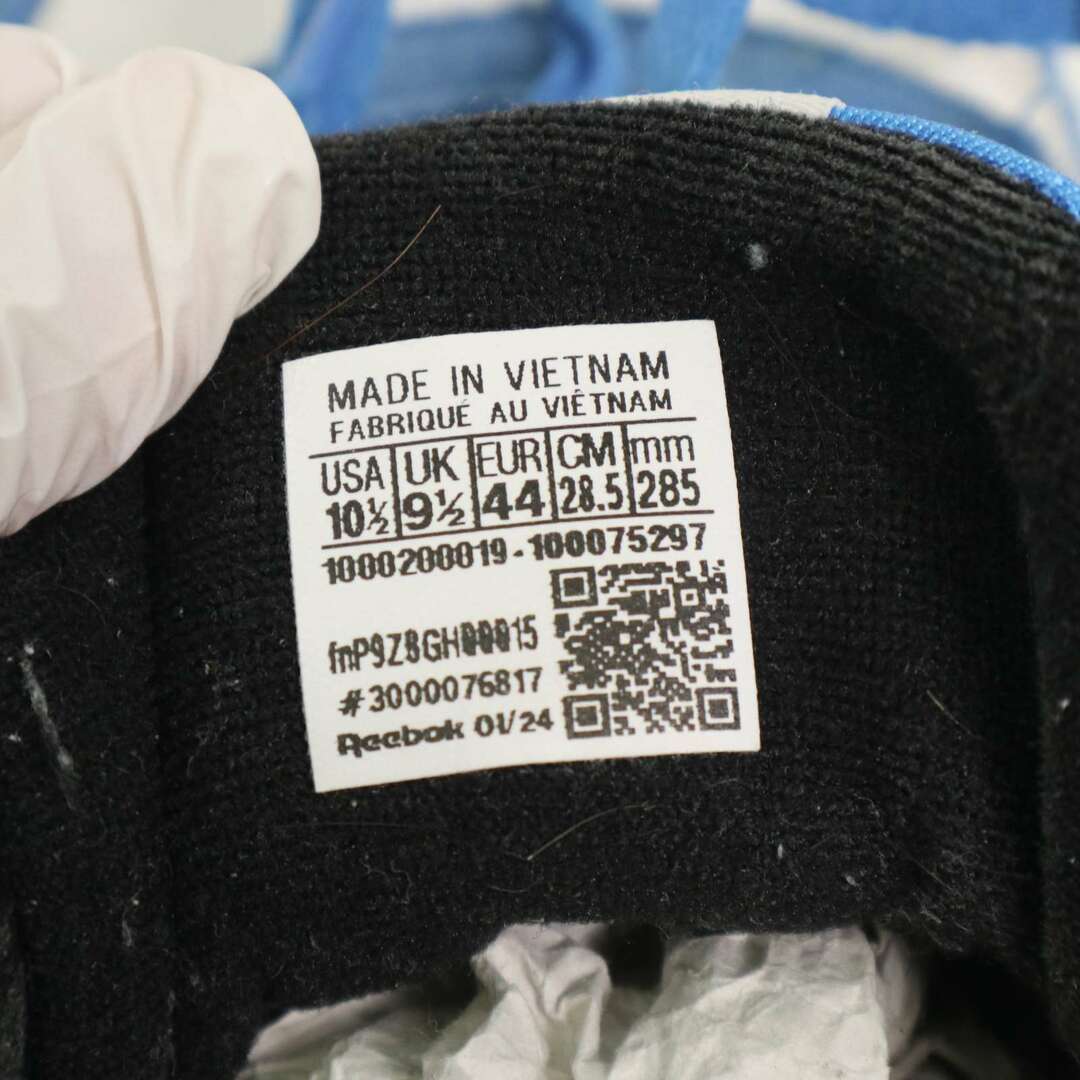 MADE IN VIETNAM
FABRIQUÉ AU VIÊTNAM
USA UK EUR CM mm
10½ 9½ 44 28.5 285
1000200019 - 100075297
#3000076817
Reebok 01/24